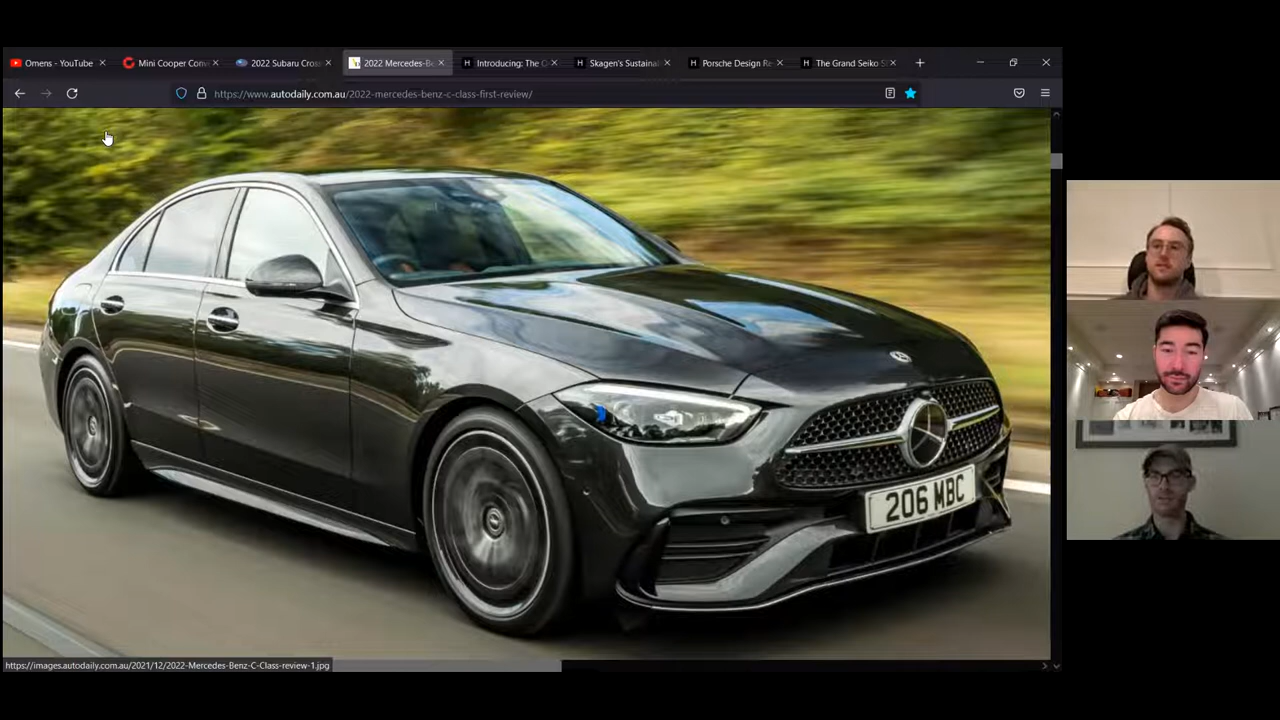 Omens - YouTube
Mini Cooper Conv
2022 Subaru Cros
2022 Mercedes-Be
Introducing: The C
Skagen's Sustaina
Porsche Design Re
The Grand Seiko S
https://www.autodaily.com.au/2022-mercedes-benz-c-class-first-review/
206 MBC
https://images.autodaily.com.au/2021/12/2022-Mercedes-Benz-C-Class-review-1.jpg